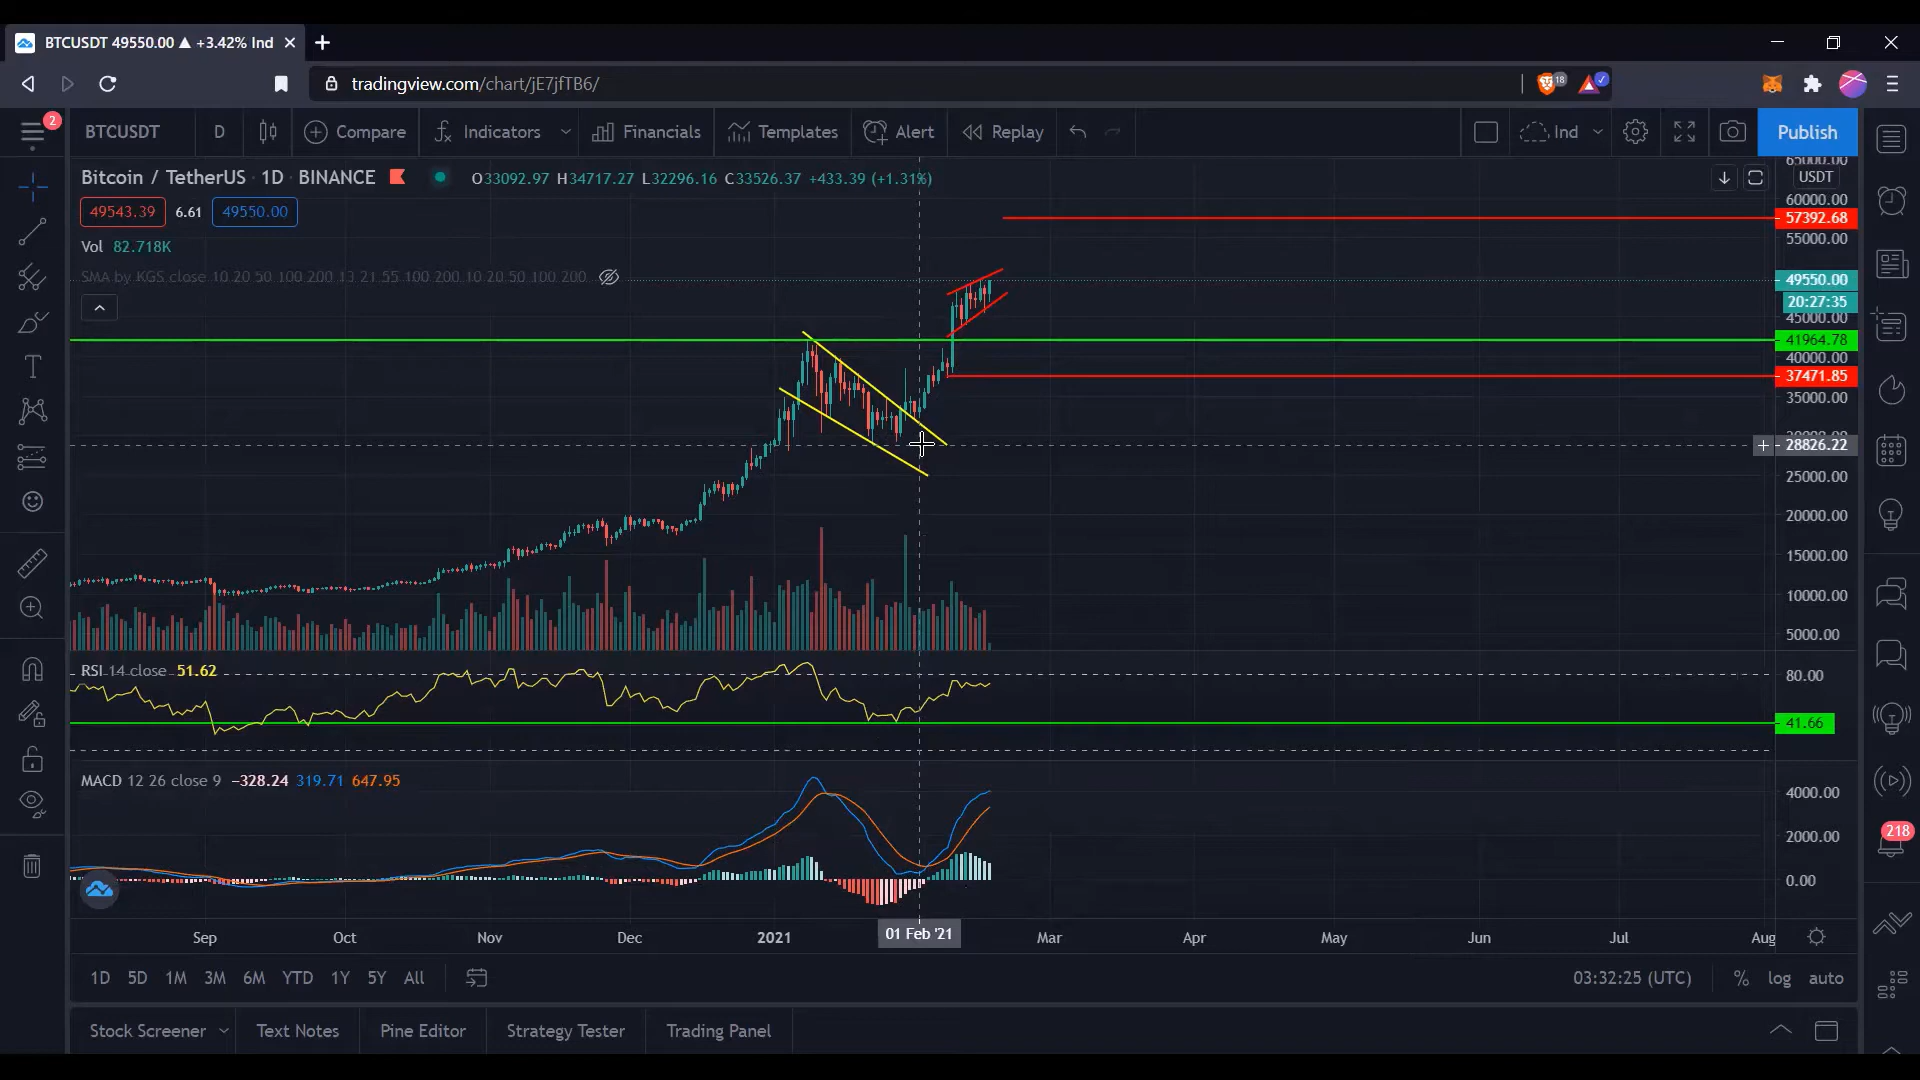 BTCUSDT 49550.00 ▲ +3.42% Ind
tradingview.com/chart/jE7jfTB6/
18
2
BTCUSDT D Compare Indicators Financials Templates Alert Replay Ind Publish
Bitcoin / TetherUS · 1D · BINANCE O33092.97 H34717.27 L32296.16 C33526.37 +433.39 (+1.31%)
49543.39 6.61 49550.00
Vol 82.718K
SMA by KGS close 10 20 50 100 200 13 21 55 100 200 10 20 50 100 200
65000.00
USDT
60000.00
57392.68
55000.00
49550.00
20:27:35
45000.00
41964.78
40000.00
37471.85
35000.00
30000.00
28826.22
25000.00
20000.00
15000.00
10000.00
5000.00
RSI 14 close 51.62
80.00
41.66
MACD 12 26 close 9 −328.24 319.71 647.95
4000.00
2000.00
0.00
218
Sep Oct Nov Dec 2021 01 Feb '21 Mar Apr May Jun Jul Aug
1D 5D 1M 3M 6M YTD 1Y 5Y All 03:32:25 (UTC) % log auto
Stock Screener Text Notes Pine Editor Strategy Tester Trading Panel